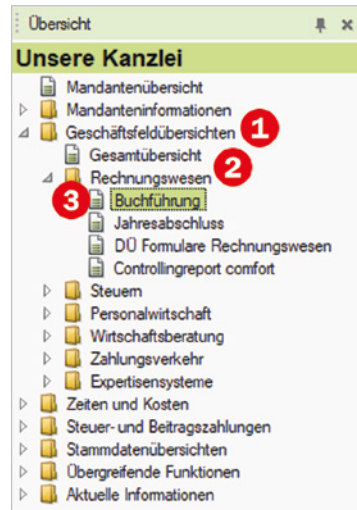 Übersicht
Unsere Kanzlei
Mandantenübersicht
Mandanteninformationen
Geschäftsfeldübersichten 1
Gesamtübersicht
Rechnungswesen 2
3 Buchführung
Jahresabschluss
DÜ Formulare Rechnungswesen
Controllingreport comfort
Steuern
Personalwirtschaft
Wirtschaftsberatung
Zahlungsverkehr
Expertisensysteme
Zeiten und Kosten
Steuer- und Beitragszahlungen
Stammdatenübersichten
Übergreifende Funktionen
Aktuelle Informationen